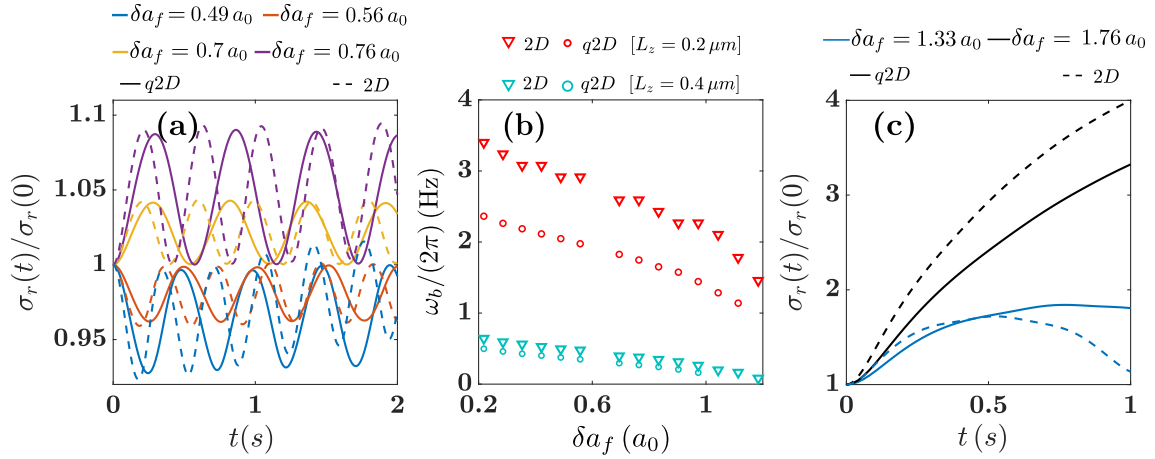 δa_f = 0.49 a_0 δa_f = 0.56 a_0
δa_f = 0.7 a_0 δa_f = 0.76 a_0
q2D 2D
(a)
1.1
1.05
1
0.95
σ_r(t)/σ_r(0)
0 1 2
t(s)
2D q2D [L_z = 0.2 μm]
2D q2D [L_z = 0.4 μm]
(b)
4
3
2
1
0
ω_b/(2π) (Hz)
0.2 0.6 1
δa_f (a_0)
δa_f = 1.33 a_0 δa_f = 1.76 a_0
q2D 2D
(c)
4
3
2
1
σ_r(t)/σ_r(0)
0 0.5 1
t(s)